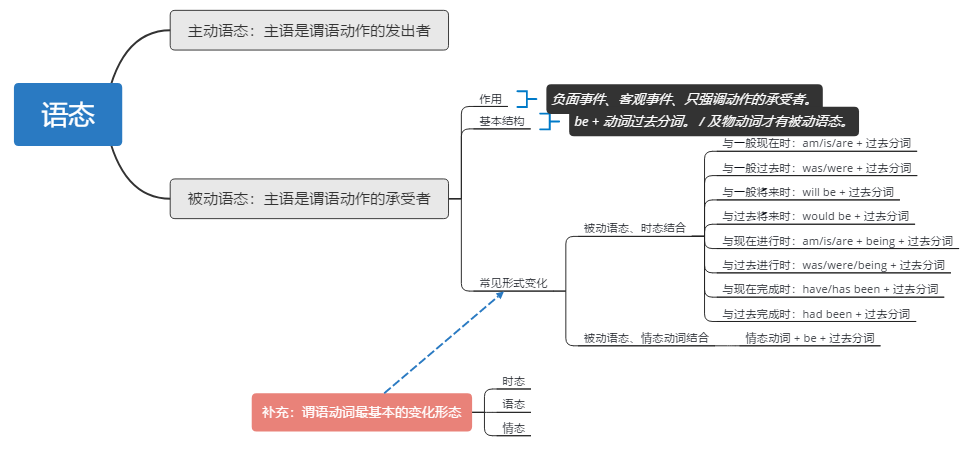 语态
主动语态：主语是谓语动作的发出者
被动语态：主语是谓语动作的承受者
作用
负面事件、客观事件、只强调动作的承受者。
基本结构
be + 动词过去分词。 / 及物动词才有被动语态。
常见形式变化
被动语态、时态结合
与一般现在时：am/is/are + 过去分词
与一般过去时：was/were + 过去分词
与一般将来时：will be + 过去分词
与过去将来时：would be + 过去分词
与现在进行时：am/is/are + being + 过去分词
与过去进行时：was/were/being + 过去分词
与现在完成时：have/has been + 过去分词
与过去完成时：had been + 过去分词
被动语态、情态动词结合
情态动词 + be + 过去分词
补充：谓语动词最基本的变化形态
时态
语态
情态